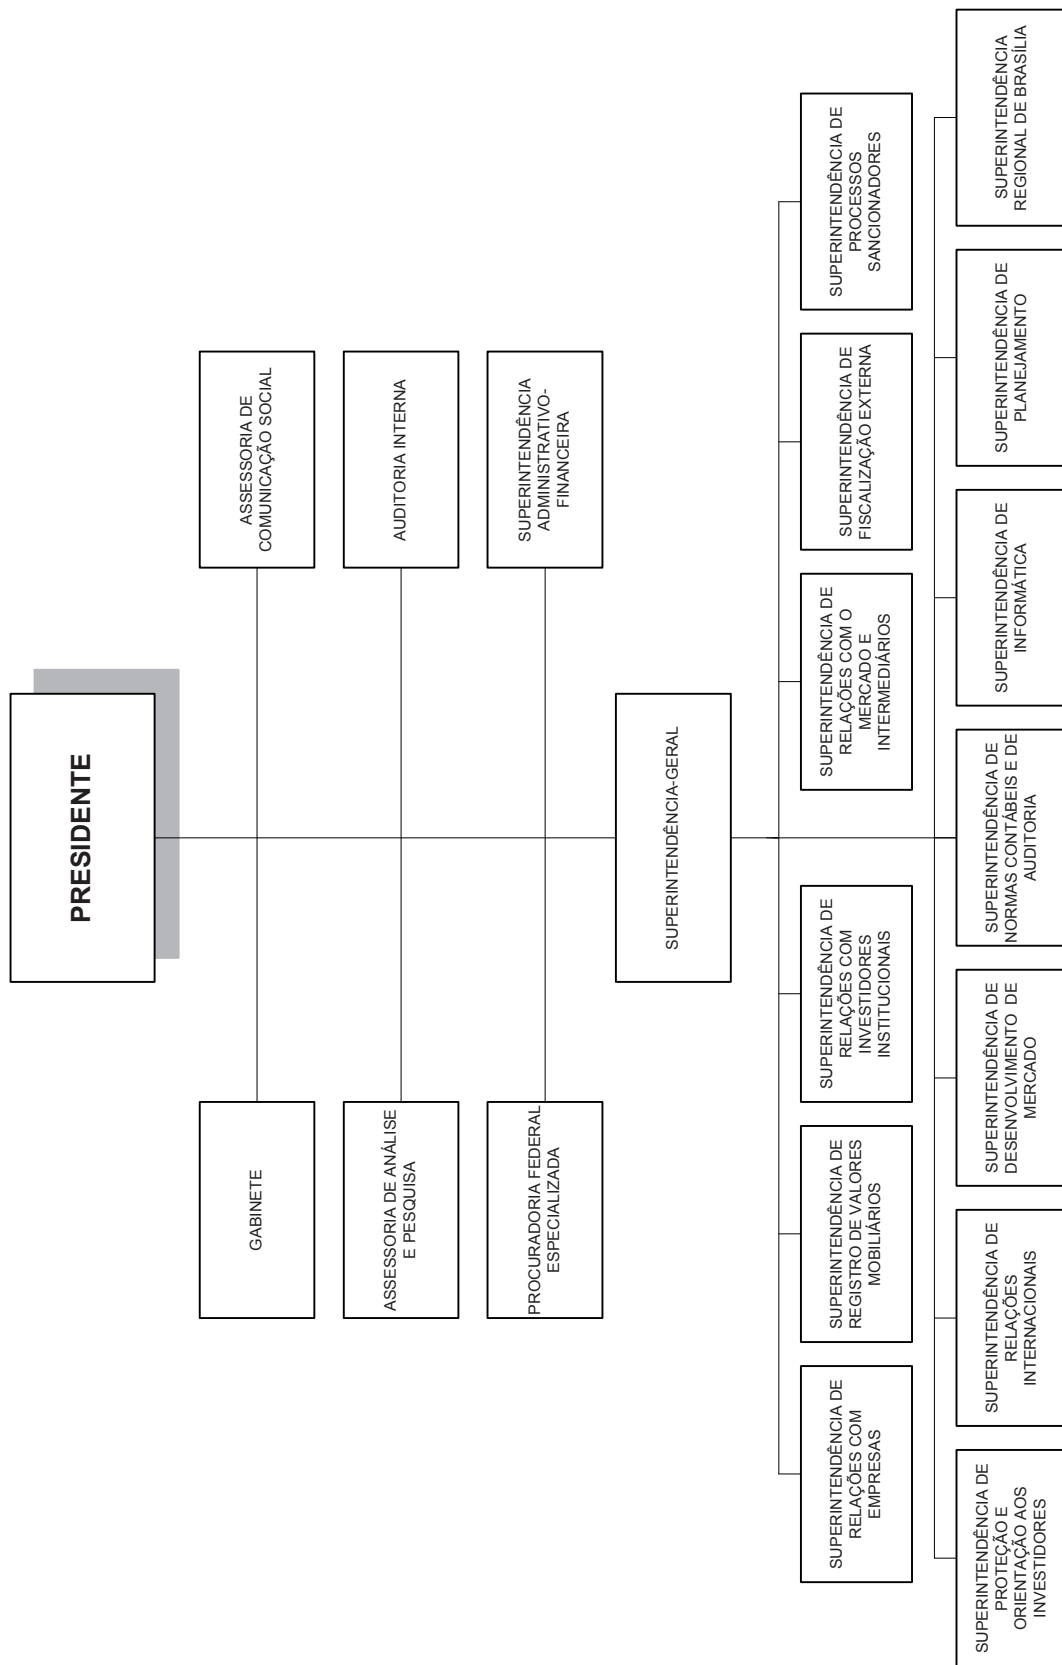 PRESIDENTE
GABINETE
ASSESSORIA DE
COMUNICAÇÃO SOCIAL
ASSESSORIA DE ANÁLISE
E PESQUISA
AUDITORIA INTERNA
PROCURADORIA FEDERAL
ESPECIALIZADA
SUPERINTENDÊNCIA
ADMINISTRATIVO-
FINANCEIRA
SUPERINTENDÊNCIA-GERAL
SUPERINTENDÊNCIA DE
RELAÇÕES COM
EMPRESAS
SUPERINTENDÊNCIA DE
REGISTRO DE VALORES
MOBILIÁRIOS
SUPERINTENDÊNCIA DE
RELAÇÕES COM
INVESTIDORES
INSTITUCIONAIS
SUPERINTENDÊNCIA DE
RELAÇÕES COM O
MERCADO E
INTERMEDIÁRIOS
SUPERINTENDÊNCIA DE
FISCALIZAÇÃO EXTERNA
SUPERINTENDÊNCIA DE
PROCESSOS
SANCIONADORES
SUPERINTENDÊNCIA DE
PROTEÇÃO E
ORIENTAÇÃO AOS
INVESTIDORES
SUPERINTENDÊNCIA DE
RELAÇÕES
INTERNACIONAIS
SUPERINTENDÊNCIA DE
DESENVOLVIMENTO DE
MERCADO
SUPERINTENDÊNCIA DE
NORMAS CONTÁBEIS E DE
AUDITORIA
SUPERINTENDÊNCIA DE
INFORMÁTICA
SUPERINTENDÊNCIA DE
PLANEJAMENTO
SUPERINTENDÊNCIA
REGIONAL DE BRASÍLIA